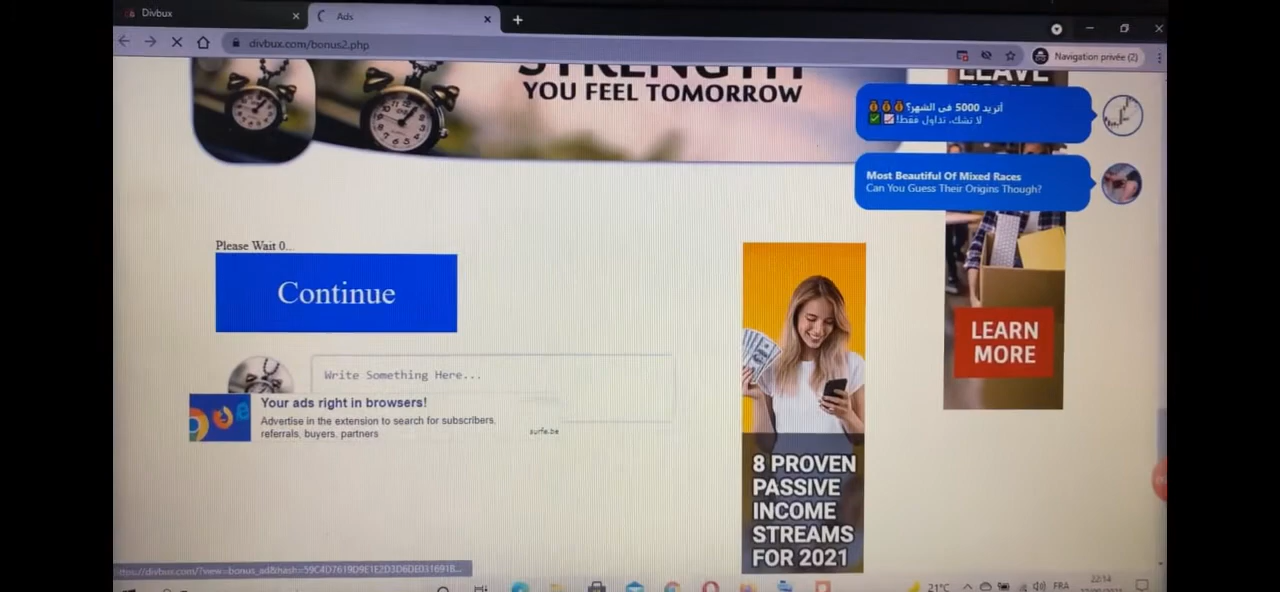 Divbux
Ads
divbux.com/bonus2.php
Navigation privée (2)
STRENGTH
YOU FEEL TOMORROW
LEAVE
أتريد 5000 في الشهر؟
لا تشك، تداول فقط!
Most Beautiful Of Mixed Races
Can You Guess Their Origins Though?
Please Wait 0...
Continue
LEARN
MORE
Write Something Here...
Your ads right in browsers!
Advertise in the extension to search for subscribers,
referrals, buyers, partners
surfe.be
8 PROVEN
PASSIVE
INCOME
STREAMS
FOR 2021
21°C
FRA
22:14